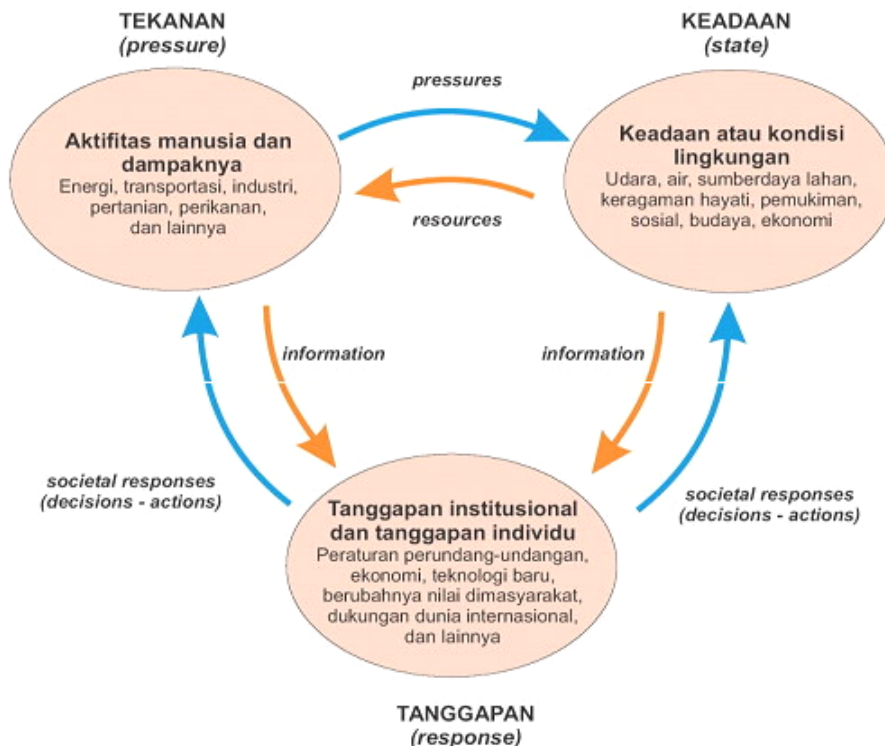 TEKANAN
(pressure)
KEADAAN
(state)
pressures
Aktifitas manusia dan
dampaknya
Energi, transportasi, industri,
pertanian, perikanan,
dan lainnya
Keadaan atau kondisi
lingkungan
Udara, air, sumberdaya lahan,
keragaman hayati, pemukiman,
sosial, budaya, ekonomi
resources
information
information
societal responses
(decisions - actions)
societal responses
(decisions - actions)
Tanggapan institusional
dan tanggapan individu
Peraturan perundang-undangan,
ekonomi, teknologi baru,
berubahnya nilai dimasyarakat,
dukungan dunia internasional,
dan lainnya
TANGGAPAN
(response)